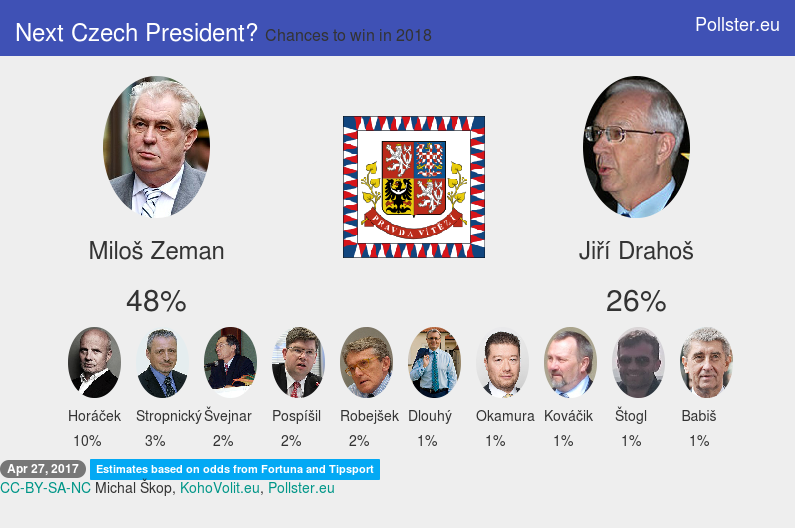 Next Czech President? Chances to win in 2018
Pollster.eu
PRAVDA VÍTĚZÍ
Miloš Zeman
Jiří Drahoš
48%
26%
Horáček Stropnický Švejnar Pospíšil Robejšek Dlouhý Okamura Kováčik Štogl Babiš
10% 3% 2% 2% 2% 1% 1% 1% 1% 1%
Apr 27, 2017 Estimates based on odds from Fortuna and Tipsport
CC-BY-SA-NC Michal Škop, KohoVolit.eu, Pollster.eu